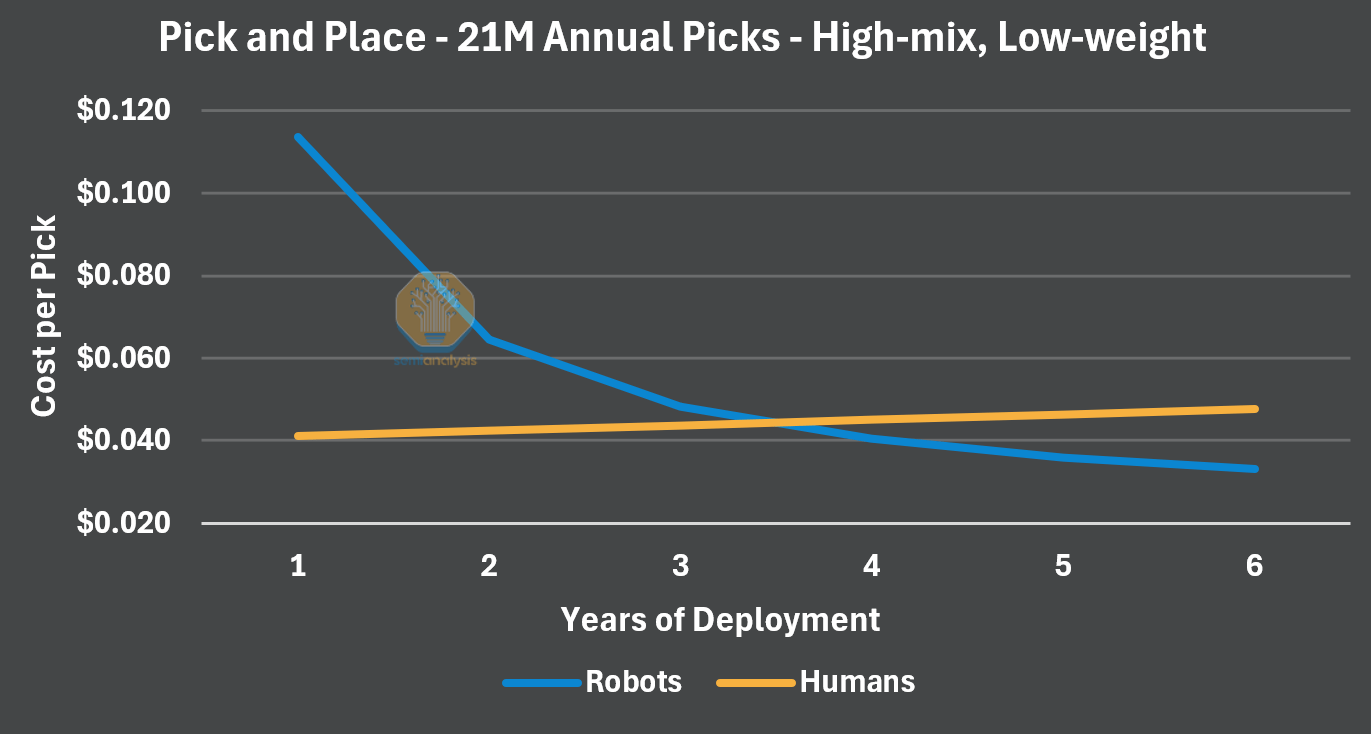 Pick and Place - 21M Annual Picks - High-mix, Low-weight
$0.120
$0.100
$0.080
$0.060
$0.040
$0.020
Cost per Pick
semianalysis
1 2 3 4 5 6
Years of Deployment
Robots Humans